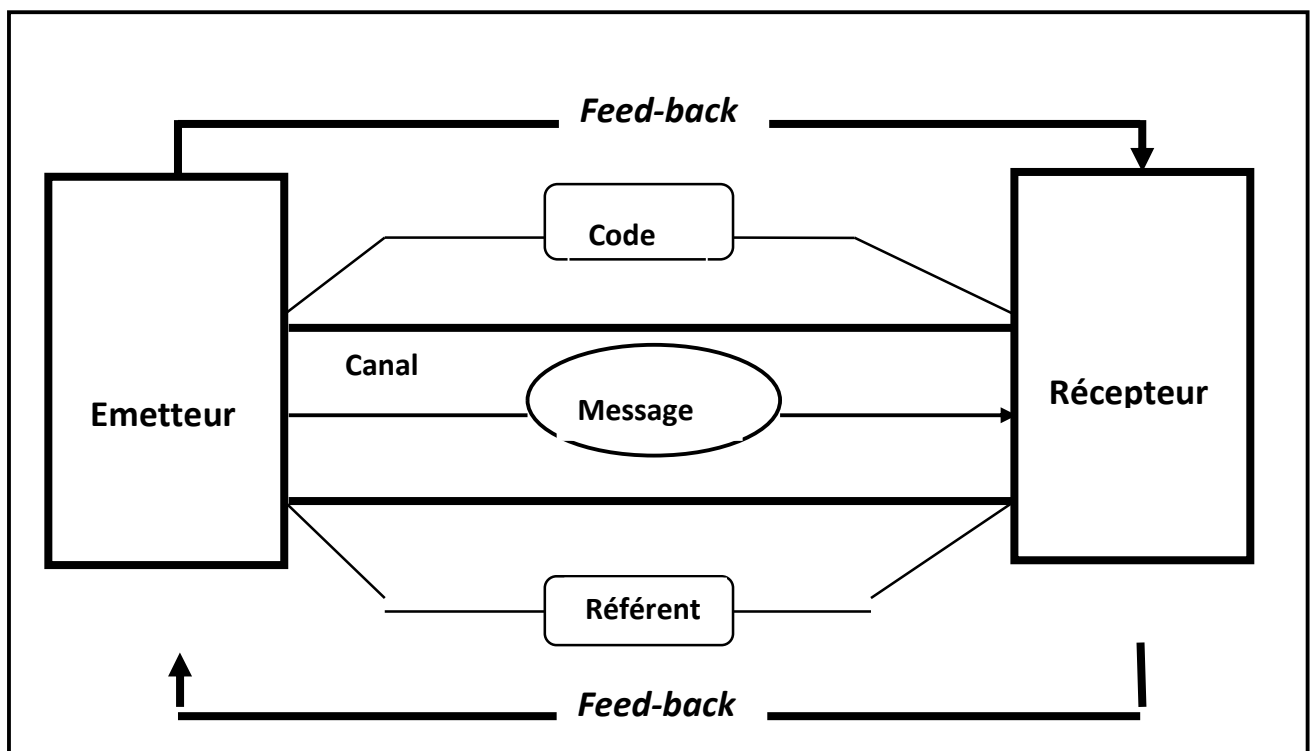 Feed-back
Code
Canal
Emetteur
Message
Récepteur
Référent
Feed-back